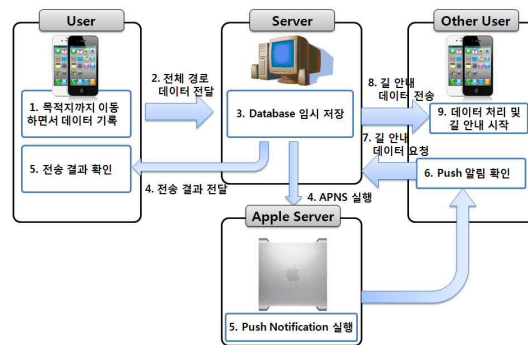 User
Server
Other User
1. 목적지까지 이동
하면서 데이터 기록
2. 전체 경로
데이터 전달
3. Database 임시 저장
8. 길 안내
데이터 전송
9. 데이터 처리 및
길 안내 시작
7. 길 안내
데이터 요청
5. 전송 결과 확인
4. 전송 결과 전달
4. APNS 실행
6. Push 알림 확인
Apple Server
5. Push Notification 실행